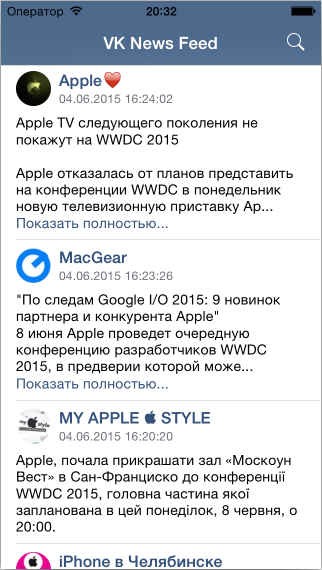 Оператор 20:32
VK News Feed
Apple❤️
04.06.2015 16:24:02
Apple TV следующего поколения не
покажут на WWDC 2015
Apple отказалась от планов представить
на конференции WWDC в понедельник
новую телевизионную приставку Ap...
Показать полностью...
MacGear
04.06.2015 16:23:26
"По следам Google I/O 2015: 9 новинок
партнера и конкурента Apple"
8 июня Apple проведет очередную
конференцию разработчиков WWDC
2015, в предверии которой може...
Показать полностью...
my
style
MY APPLE  STYLE
04.06.2015 16:20:20
Apple, почала прикрашати зал «Москоун
Вест» в Сан-Франциско до конференції
WWDC 2015, головна частина якої
запланована в цей понеділок, 8 червня, о
20:00.
iPhone в Челябинске